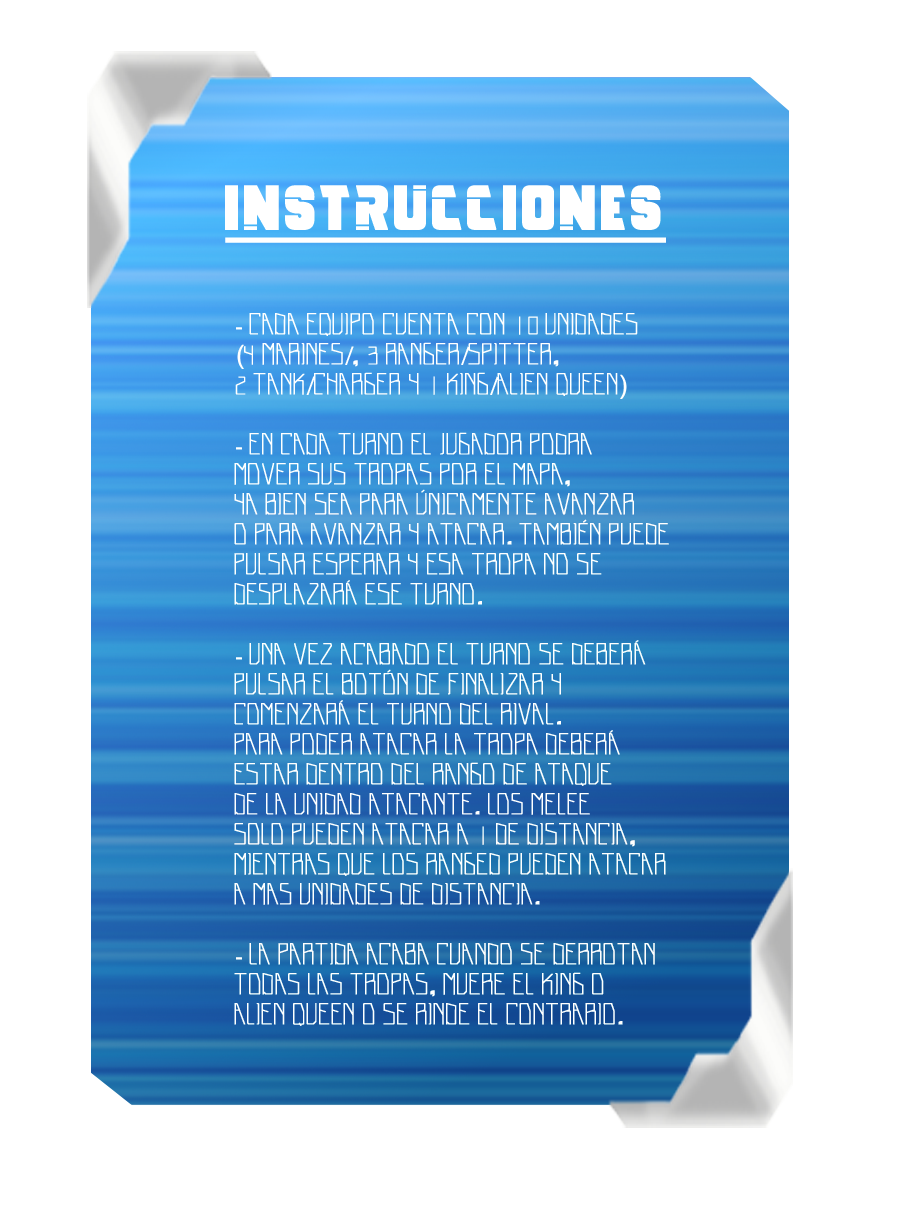 INSTRUCCIONES
- CADA EQUIPO CUENTA CON 10 UNIDADES
(4 MARINES/, 3 RANGER/SPITTER,
2 TANK/CHARGER Y 1 KING/ALIEN QUEEN)
- EN CADA TURNO EL JUGADOR PODRA
MOVER SUS TROPAS POR EL MAPA,
YA BIEN SEA PARA ÚNICAMENTE AVANZAR
O PARA AVANZAR Y ATACAR. TAMBIÉN PUEDE
PULSAR ESPERAR Y ESA TROPA NO SE
DESPLAZARÁ ESE TURNO.
- UNA VEZ ACABADO EL TURNO SE DEBERÁ
PULSAR EL BOTÓN DE FINALIZAR Y
COMENZARÁ EL TURNO DEL RIVAL.
PARA PODER ATACAR LA TROPA DEBERÁ
ESTAR DENTRO DEL RANGO DE ATAQUE
DE LA UNIDAD ATACANTE. LOS MELEE
SOLO PUEDEN ATACAR A 1 DE DISTANCIA,
MIENTRAS QUE LOS RANGED PUEDEN ATACAR
A MAS UNIDADES DE DISTANCIA.
- LA PARTIDA ACABA CUANDO SE DERROTAN
TODAS LAS TROPAS, MUERE EL KING O
ALIEN QUEEN O SE RINDE EL CONTRARIO.